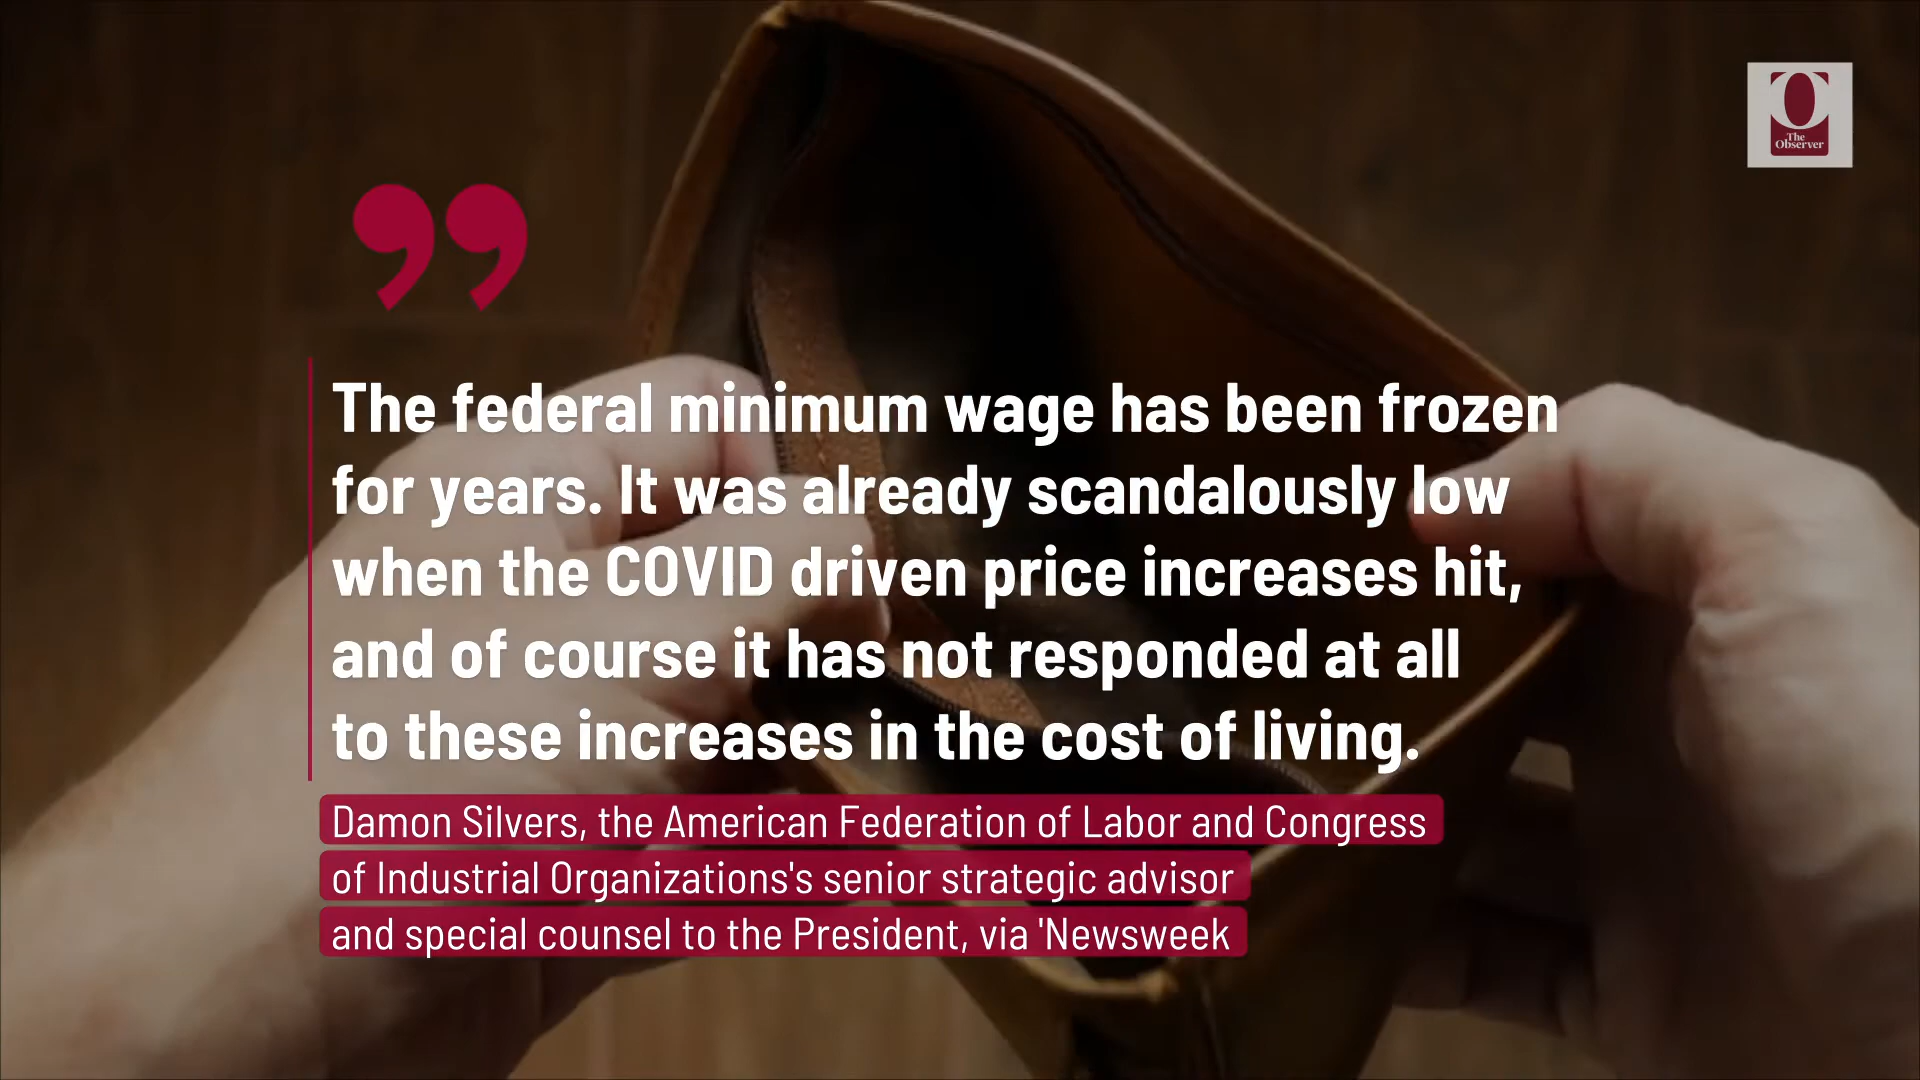 The
Observer
”
The federal minimum wage has been frozen
for years. It was already scandalously low
when the COVID driven price increases hit,
and of course it has not responded at all
to these increases in the cost of living.
Damon Silvers, the American Federation of Labor and Congress
of Industrial Organizations's senior strategic advisor
and special counsel to the President, via 'Newsweek